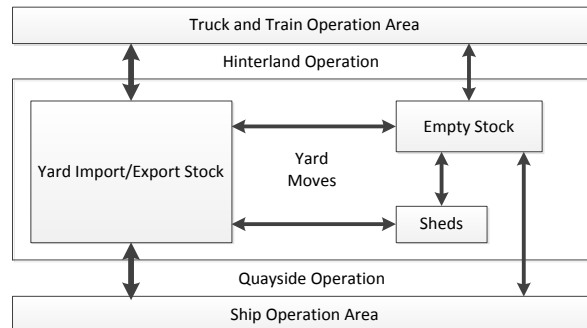 Truck and Train Operation Area
Hinterland Operation
Empty Stock
Yard Import/Export Stock
Yard
Moves
Sheds
Quayside Operation
Ship Operation Area